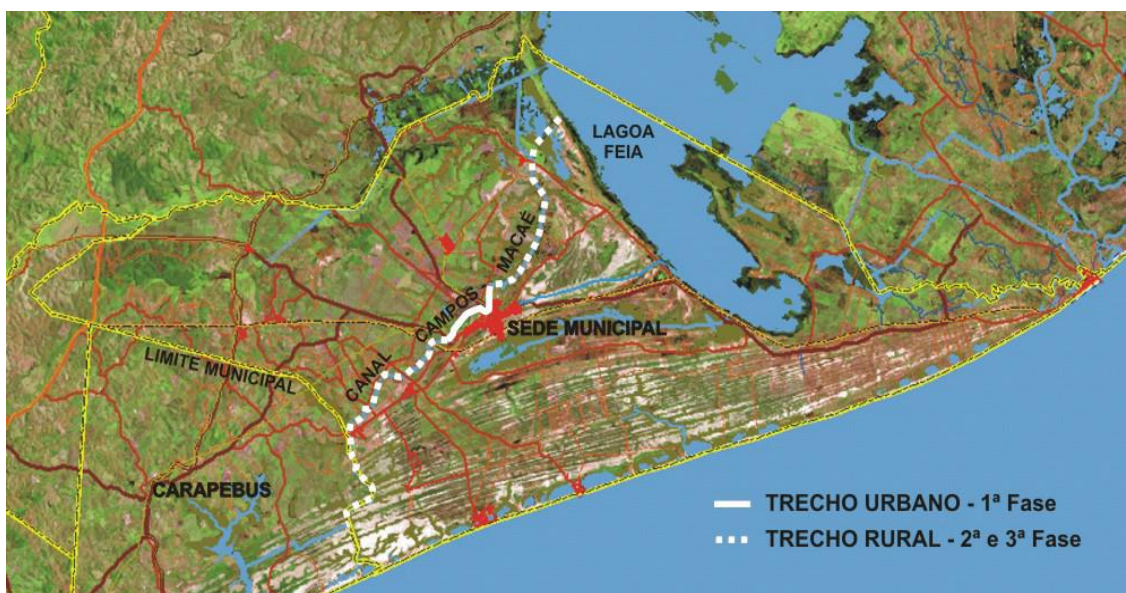 LAGOA
FEIA
MACAÉ
CAMPOS
SEDE MUNICIPAL
CANAL
LIMITE MUNICIPAL
CARAPEBUS
TRECHO URBANO - 1ª Fase
TRECHO RURAL - 2ª e 3ª Fase